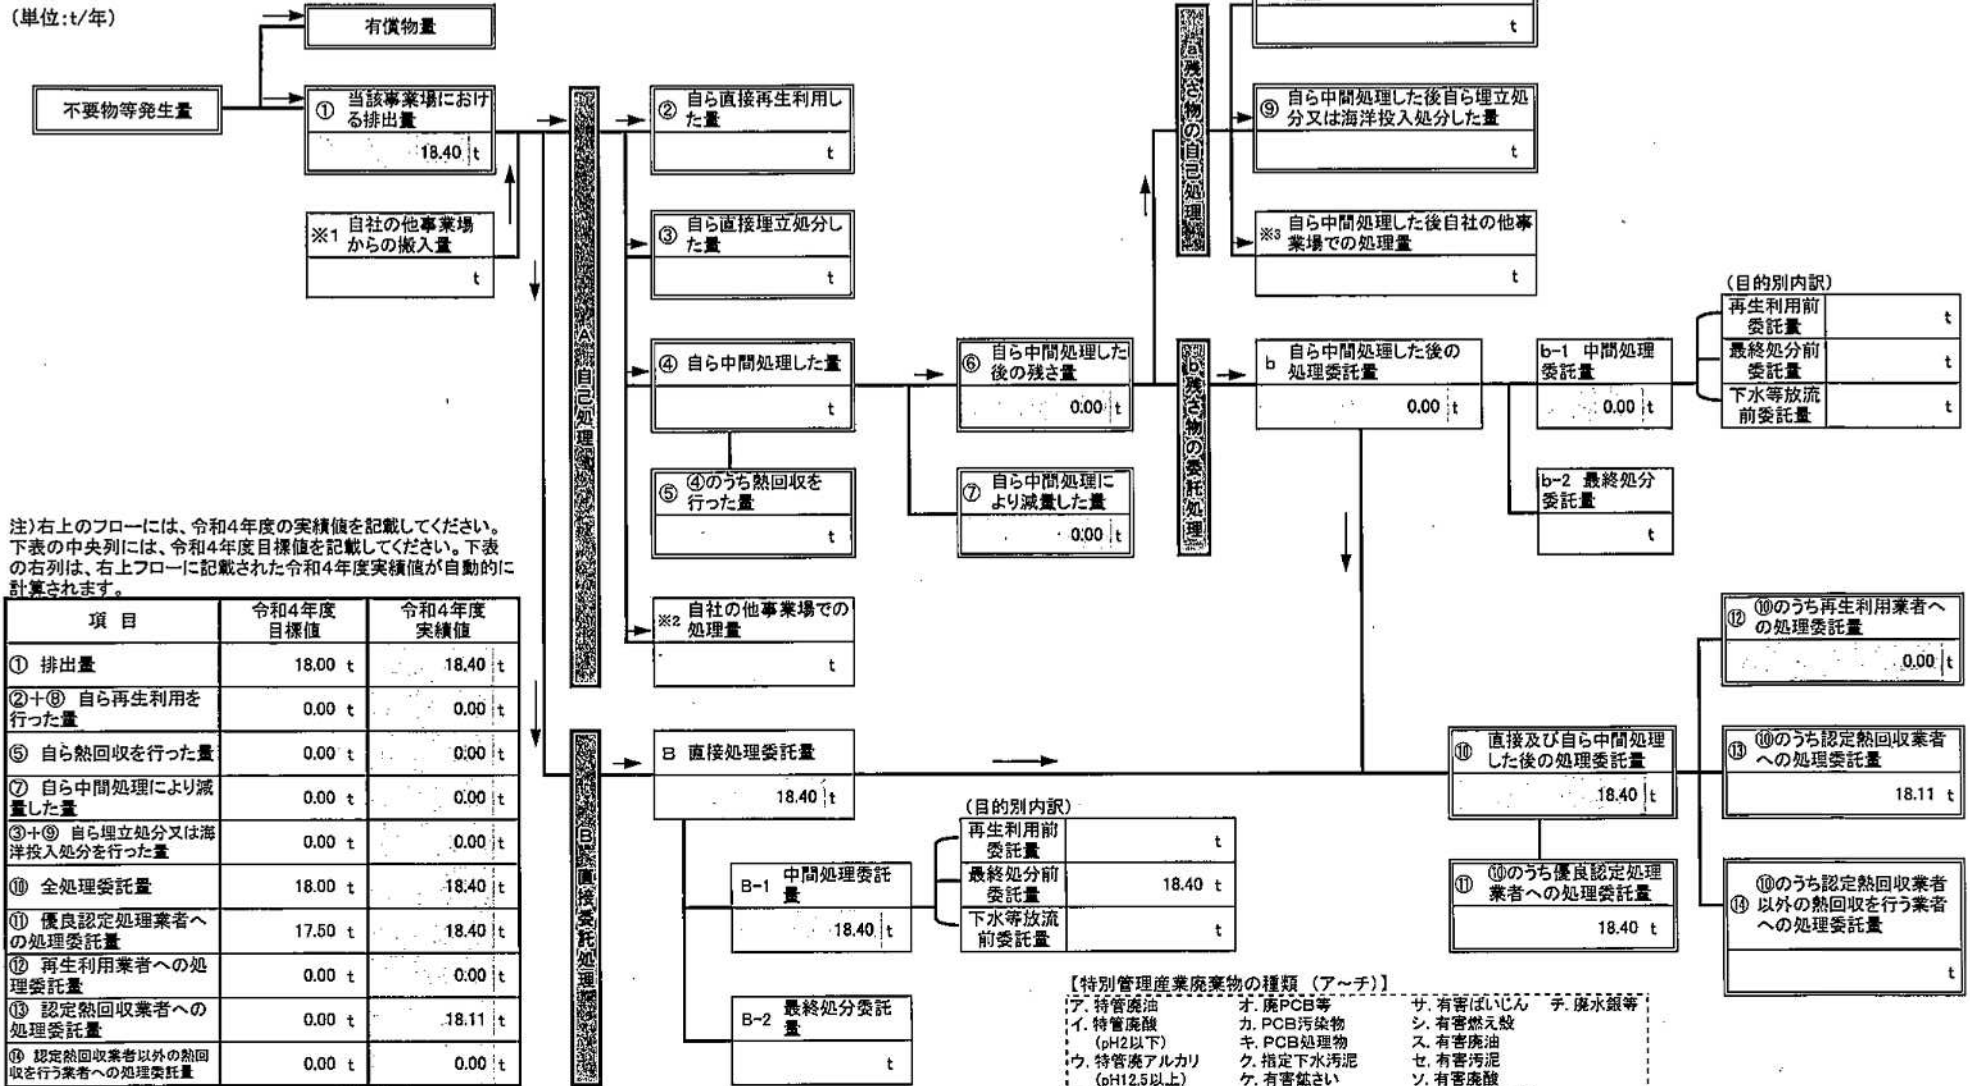 (単位:t/年)
有償物量
不要物等発生量
① 当該事業場におけ
る排出量
18.40 t
※1 自社の他事業場
からの搬入量
t
A 自己処理
② 自ら直接再生利用し
た量
t
③ 自ら直接埋立処分し
た量
t
④ 自ら中間処理した量
t
⑤ ④のうち熱回収を
行った量
t
※2 自社の他事業場での
処理量
t
⑥ 自ら中間処理した
後の残さ量
0.00 t
⑦ 自ら中間処理に
より減量した量
0.00 t
a 残さ物の自己処理
t
⑨ 自ら中間処理した後自ら埋立処
分又は海洋投入処分した量
t
※3 自ら中間処理した後自社の他事
業場での処理量
t
b 残さ物の委託処理
b 自ら中間処理した後の
処理委託量
0.00 t
b-1 中間処理
委託量
0.00 t
b-2 最終処分
委託量
t
(目的別内訳)
再生利用前
委託量
t
最終処分前
委託量
t
下水等放流
前委託量
t
注)右上のフローには、令和4年度の実績値を記載してください。
下表の中央列には、令和4年度目標値を記載してください。下表
の右列は、右上フローに記載された令和4年度実績値が自動的に
計算されます。
項 目 令和4年度 目標値 令和4年度 実績値
① 排出量 18.00 t 18.40 t
②+⑧ 自ら再生利用を
行った量 0.00 t 0.00 t
⑤ 自ら熱回収を行った量 0.00 t 0.00 t
⑦ 自ら中間処理により減
量した量 0.00 t 0.00 t
③+⑨ 自ら埋立処分又は海
洋投入処分を行った量 0.00 t 0.00 t
⑩ 全処理委託量 18.00 t 18.40 t
⑪ 優良認定処理業者へ
の処理委託量 17.50 t 18.40 t
⑫ 再生利用業者への処
理委託量 0.00 t 0.00 t
⑬ 認定熱回収業者への
処理委託量 0.00 t 18.11 t
⑭ 認定熱回収業者以外の熱回
収を行う業者への処理委託量 0.00 t 0.00 t
B 直接委託処理
B 直接処理委託量
18.40 t
B-1 中間処理委託
量
18.40 t
B-2 最終処分委託
量
t
(目的別内訳)
再生利用前
委託量
t
最終処分前
委託量
18.40 t
下水等放流
前委託量
t
⑩ 直接及び自ら中間処理
した後の処理委託量
18.40 t
⑪ ⑩のうち優良認定処理
業者への処理委託量
18.40 t
⑫ ⑩のうち再生利用業者へ
の処理委託量
0.00 t
⑬ ⑩のうち認定熱回収業者
への処理委託量
18.11 t
⑭ ⑩のうち認定熱回収業者
以外の熱回収を行う業者
への処理委託量
t
【特別管理産業廃棄物の種類 (ア~チ)】
ア. 特管廃油 オ. 廃PCB等 サ. 有害ばいじん チ. 廃水銀等
イ. 特管廃酸 カ. PCB汚染物 シ. 有害燃え殻
(pH2以下) キ. PCB処理物 ス. 有害廃油
ウ. 特管廃アルカリ ク. 指定下水汚泥 セ. 有害汚泥
(pH12.5以上) ケ. 有害鉱さい ソ. 有害廃酸